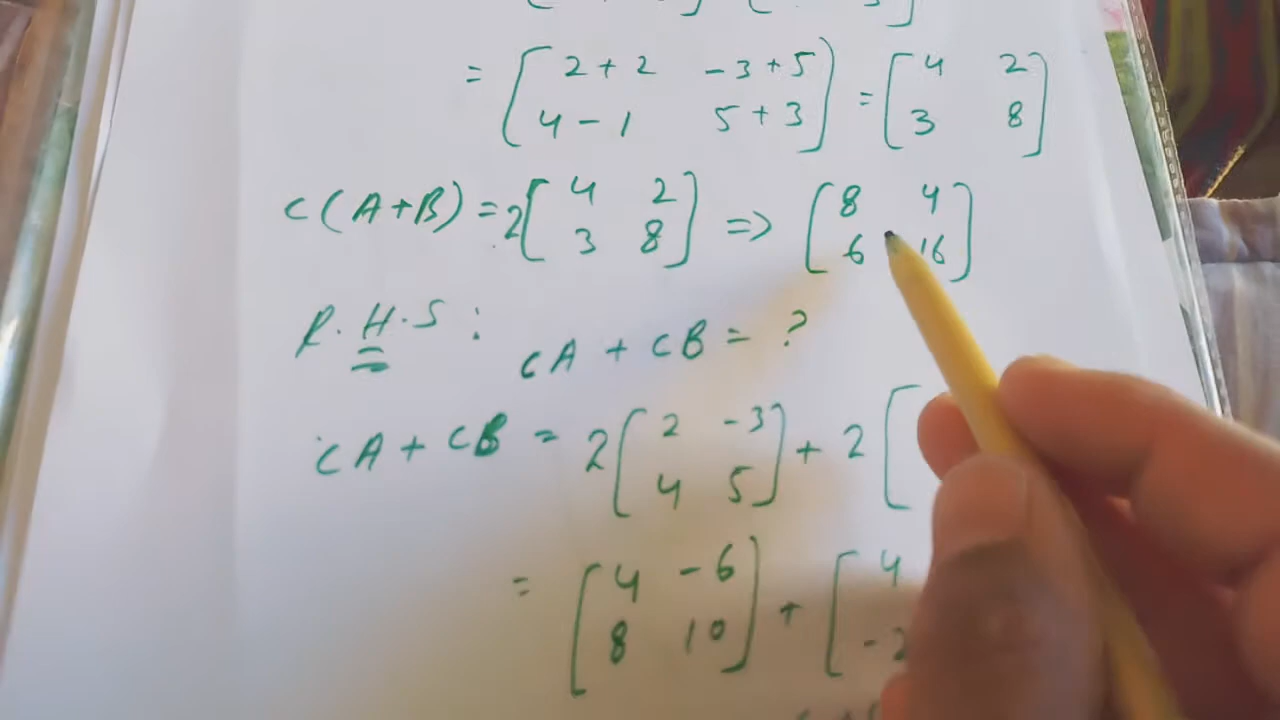 = [ 2 + 2 -3 + 5
4 - 1 5 + 3 ] = [ 4 2
3 8 ]
C(A+B) = 2[ 4 2
3 8 ] => [ 8 4
6 16 ]
R.H.S : CA + CB = ?
CA + CB = 2[ 2 -3
4 5 ] + 2 [
= [ 4 -6
8 10 ] + [ 4
-2